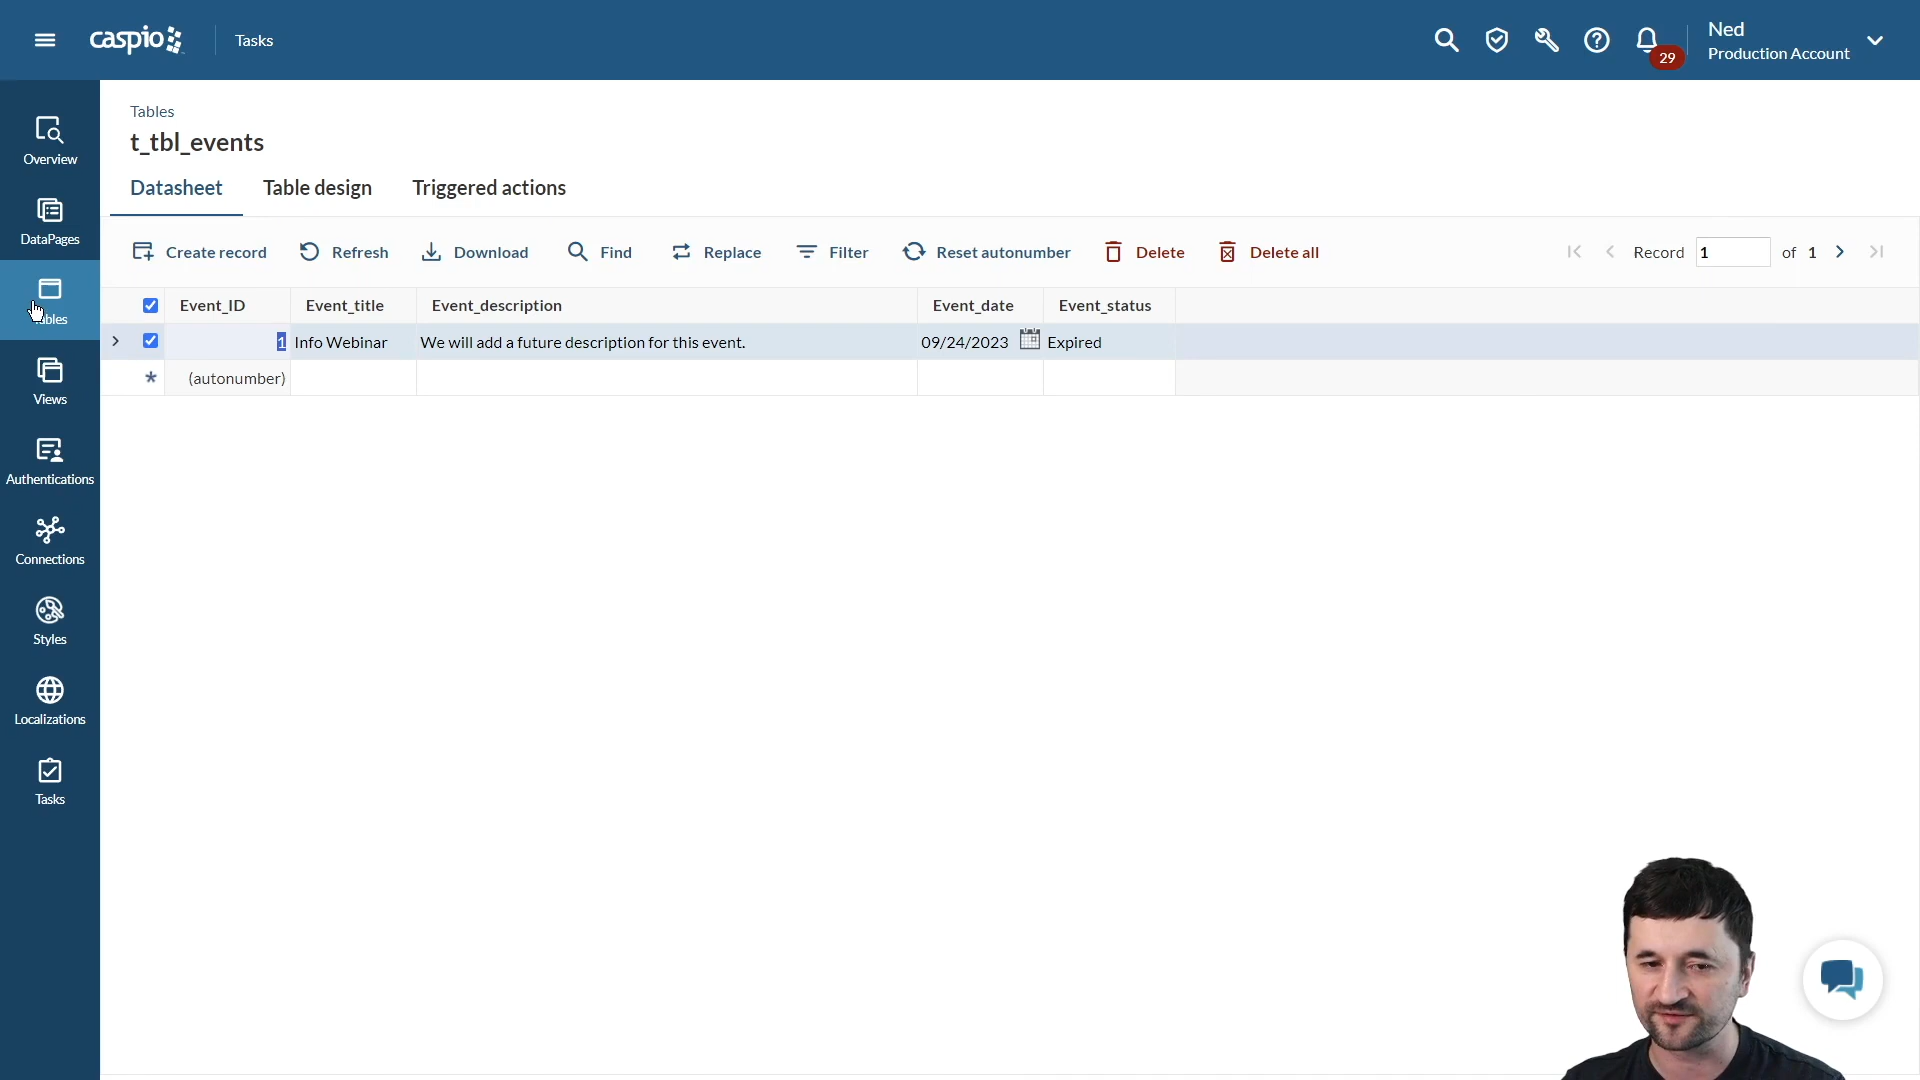 caspio
Tasks
29
Ned
Production Account
Overview
DataPages
Tables
Views
Authentications
Connections
Styles
Localizations
Tasks
Tables
t_tbl_events
Datasheet Table design Triggered actions
Create record Refresh Download Find Replace Filter Reset autonumber Delete Delete all Record 1 of 1
Event_ID Event_title Event_description Event_date Event_status
1 Info Webinar We will add a future description for this event. 09/24/2023 Expired
* (autonumber)